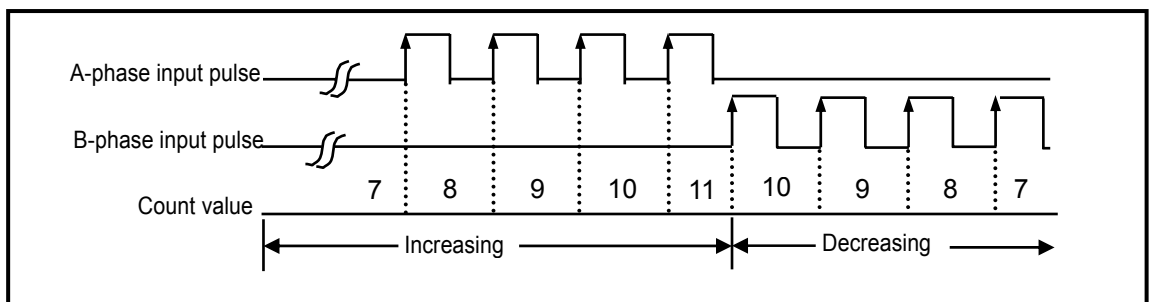 A-phase input pulse
B-phase input pulse
7 8 9 10 11 10 9 8 7
Count value
Increasing Decreasing